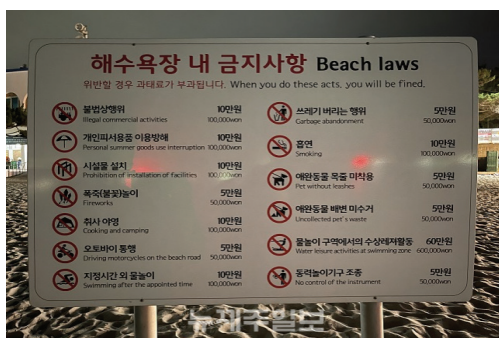 해수욕장 내 금지사항 Beach laws
위반할 경우 과태료가 부과됩니다. When you do these acts, you will be fined.
불법상행위 10만원
Illegal commercial activities 100,000won
개인피서용품 이용방해 10만원
Personal summer goods use interruption 100,000won
시설물 설치 10만원
Prohibition of installation of facilities 100,000won
폭죽(불꽃)놀이 5만원
Fireworks 50,000won
취사 야영 10만원
Cooking and camping 100,000won
오토바이 통행 5만원
Driving motorcycles on the beach road 50,000won
지정시간 외 물놀이 10만원
Swimming after the appointed time 100,000won
쓰레기 버리는 행위 5만원
Garbage abandonment 50,000won
흡연 10만원
Smoking 100,000won
애완동물 목줄 미착용 5만원
Pet without leashes 50,000won
애완동물 배변 미수거 5만원
Uncollected pet's waste 50,000won
물놀이 구역에서의 수상레저활동 60만원
Water leisure activities at swimming zone 600,000won
동력놀이기구 조종 5만원
No control of the instrument 50,000won
뉴제주일보